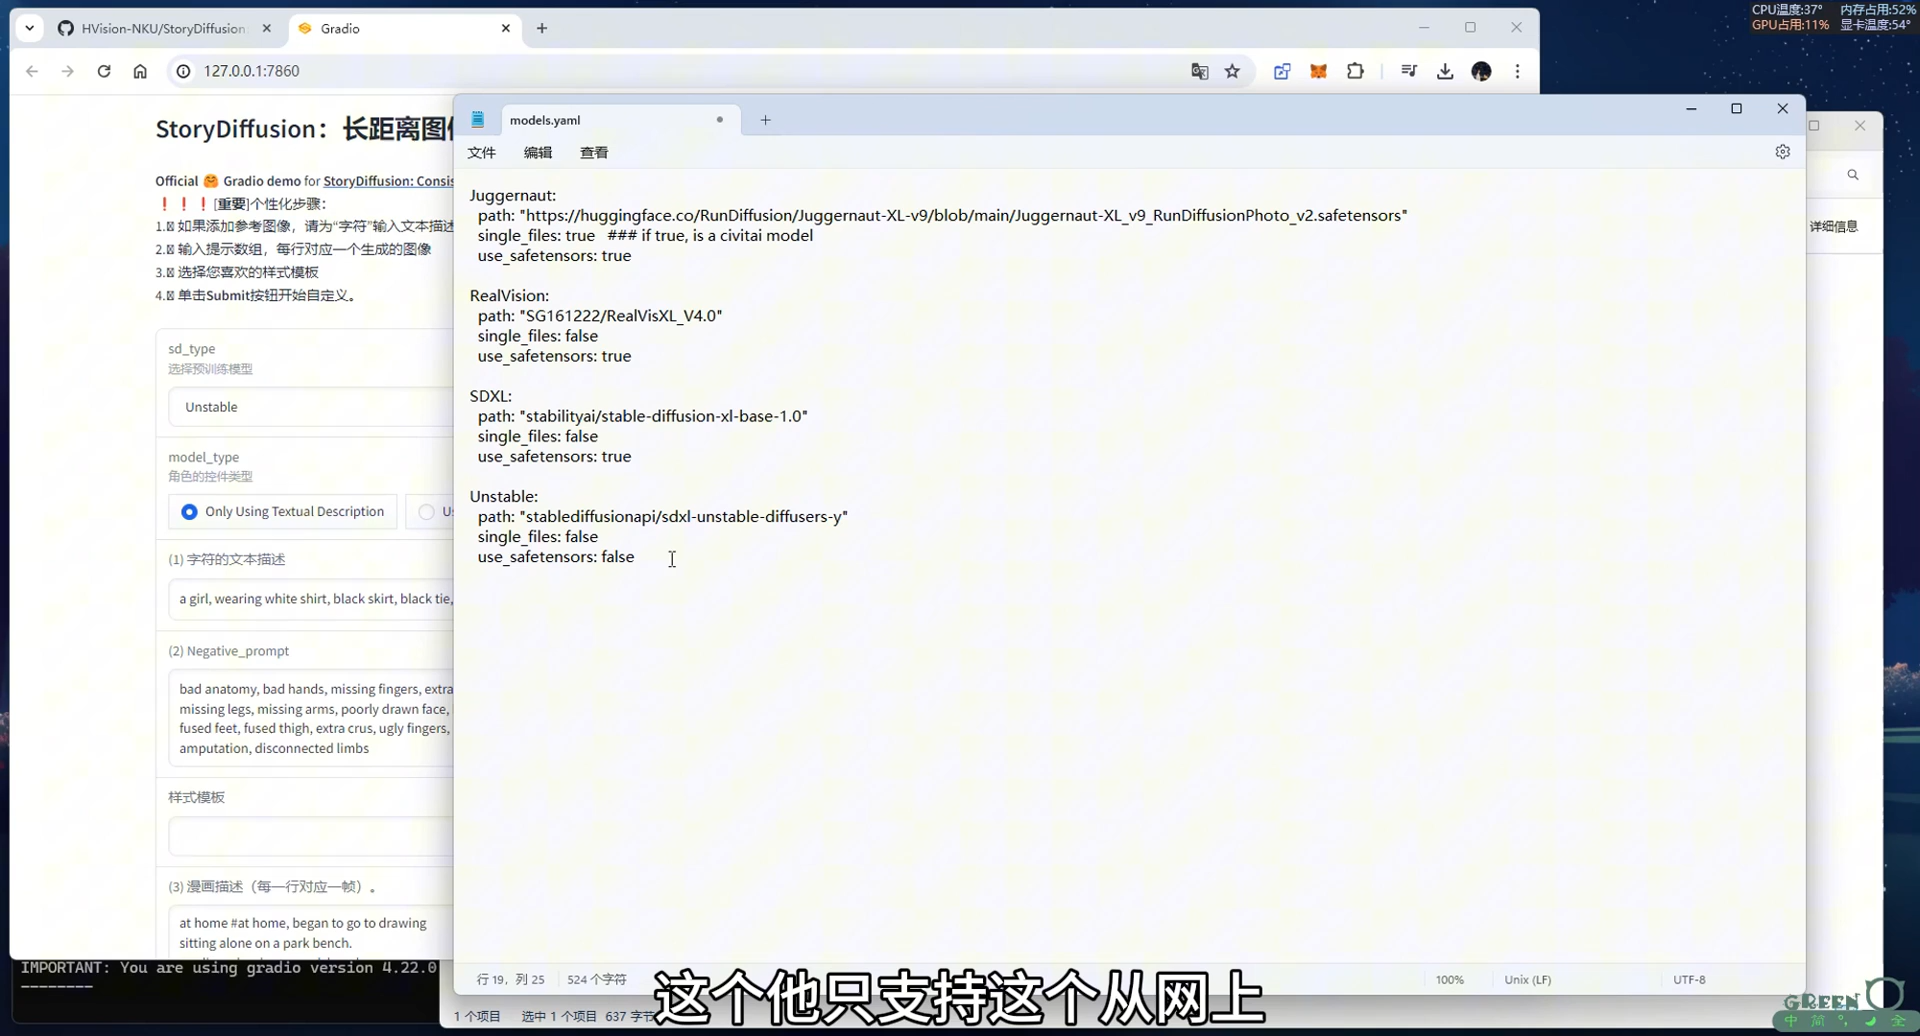 CPU温度:37° 内存占用:52%
GPU占用:11% 显卡温度:54°
HVision-NKU/StoryDiffusion
Gradio
127.0.0.1:7860
StoryDiffusion：长距离图
Official 🤗 Gradio demo for StoryDiffusion: Consis
❗❗❗[重要]个性化步骤：
1. 如果添加参考图像，请为“字符”输入文本描述
2. 输入提示数组，每行对应一个生成的图像
3. 选择您喜欢的样式模板
4. 单击Submit按钮开始自定义。
sd_type
选择预训练模型
Unstable
model_type
角色的控件类型
Only Using Textual Description
(1) 字符的文本描述
a girl, wearing white shirt, black skirt, black tie,
(2) Negative_prompt
bad anatomy, bad hands, missing fingers, extra
missing legs, missing arms, poorly drawn face,
fused feet, fused thigh, extra crus, ugly fingers,
amputation, disconnected limbs
样式模板
(3) 漫画描述（每一行对应一帧）。
at home #at home, began to go to drawing
sitting alone on a park bench.
IMPORTANT: You are using gradio version 4.22.0
--------
models.yaml
文件 编辑 查看
Juggernaut:
path: "https://huggingface.co/RunDiffusion/Juggernaut-XL-v9/blob/main/Juggernaut-XL_v9_RunDiffusionPhoto_v2.safetensors"
single_files: true ### if true, is a civitai model
use_safetensors: true
RealVision:
path: "SG161222/RealVisXL_V4.0"
single_files: false
use_safetensors: true
SDXL:
path: "stabilityai/stable-diffusion-xl-base-1.0"
single_files: false
use_safetensors: true
Unstable:
path: "stablediffusionapi/sdxl-unstable-diffusers-y"
single_files: false
use_safetensors: false
行 19，列 25 524 个字符 100% Unix (LF) UTF-8
详细信息
1 个项目 选中 1 个项目 637 字节
这个他只支持这个从网上
GREEN
中 简 全